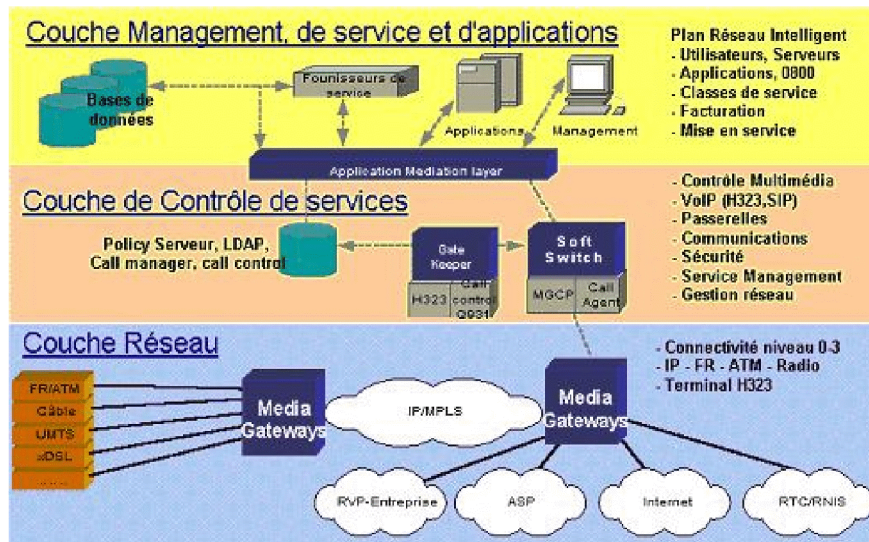 Couche Management, de service et d'applications
Plan Réseau Intelligent
- Utilisateurs, Serveurs
- Applications, 0800
- Classes de service
- Facturation
- Mise en service
Bases de
données
Founisseurs de
service
Applications
Management
Application Mediation layer
Couche de Contrôle de services
- Contrôle Multimédia
- VoIP (H323,SIP)
- Passerelles
- Communications
- Sécurité
- Service Management
- Gestion réseau
Policy Serveur, LDAP,
Call manager, call control
Gate
Keeper
H323
Call
control
Q931
Soft
Switch
MGCP
Call
Agent
Couche Réseau
- Connectivité niveau 0-3
- IP - FR - ATM - Radio
- Terminal H323
FR/ATM
Câble
UMTS
xDSL
......
Media
Gateways
IP/MPLS
Media
Gateways
RVP-Entreprise
ASP
Internet
RTC/RNIS